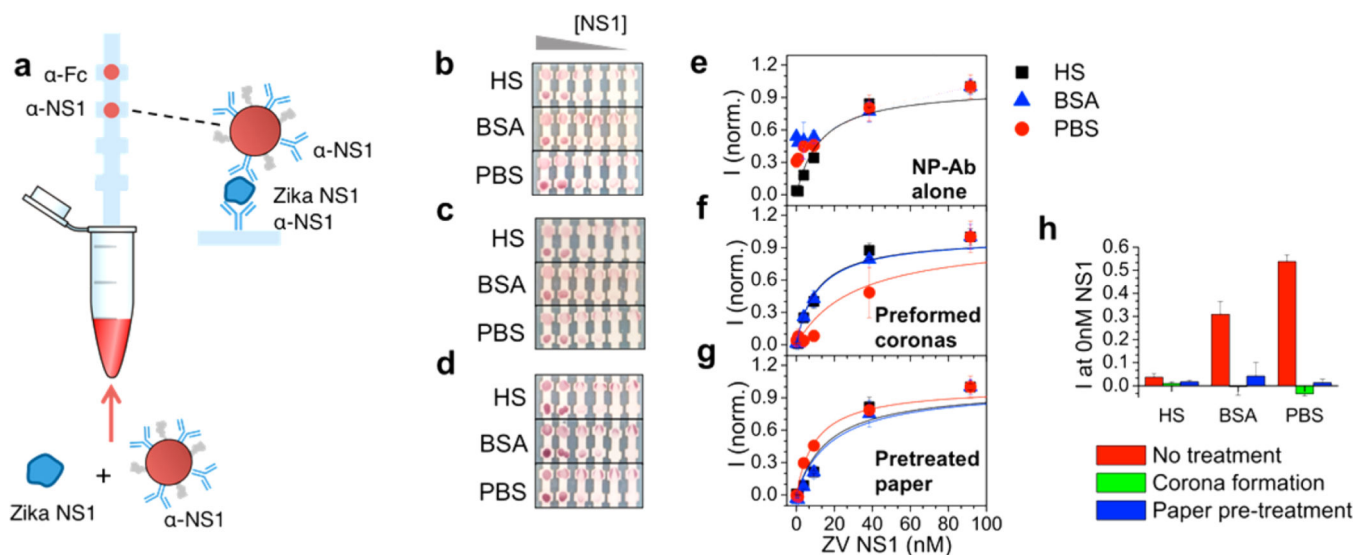 a
α-Fc
α-NS1
α-NS1
Zika NS1
α-NS1
Zika NS1
+
α-NS1
[NS1]
b
HS
BSA
PBS
c
HS
BSA
PBS
d
HS
BSA
PBS
e
I (norm.)
1.2
0.9
0.6
0.3
0.0
NP-Ab
alone
HS
BSA
PBS
f
I (norm.)
1.2
0.9
0.6
0.3
0.0
Preformed
coronas
g
I (norm.)
1.2
0.9
0.6
0.3
0.0
Pretreated
paper
0 20 40 60 80 100
ZV NS1 (nM)
h
I at 0nM NS1
0.6
0.5
0.4
0.3
0.2
0.1
0.0
0.1
HS BSA PBS
No treatment
Corona formation
Paper pre-treatment